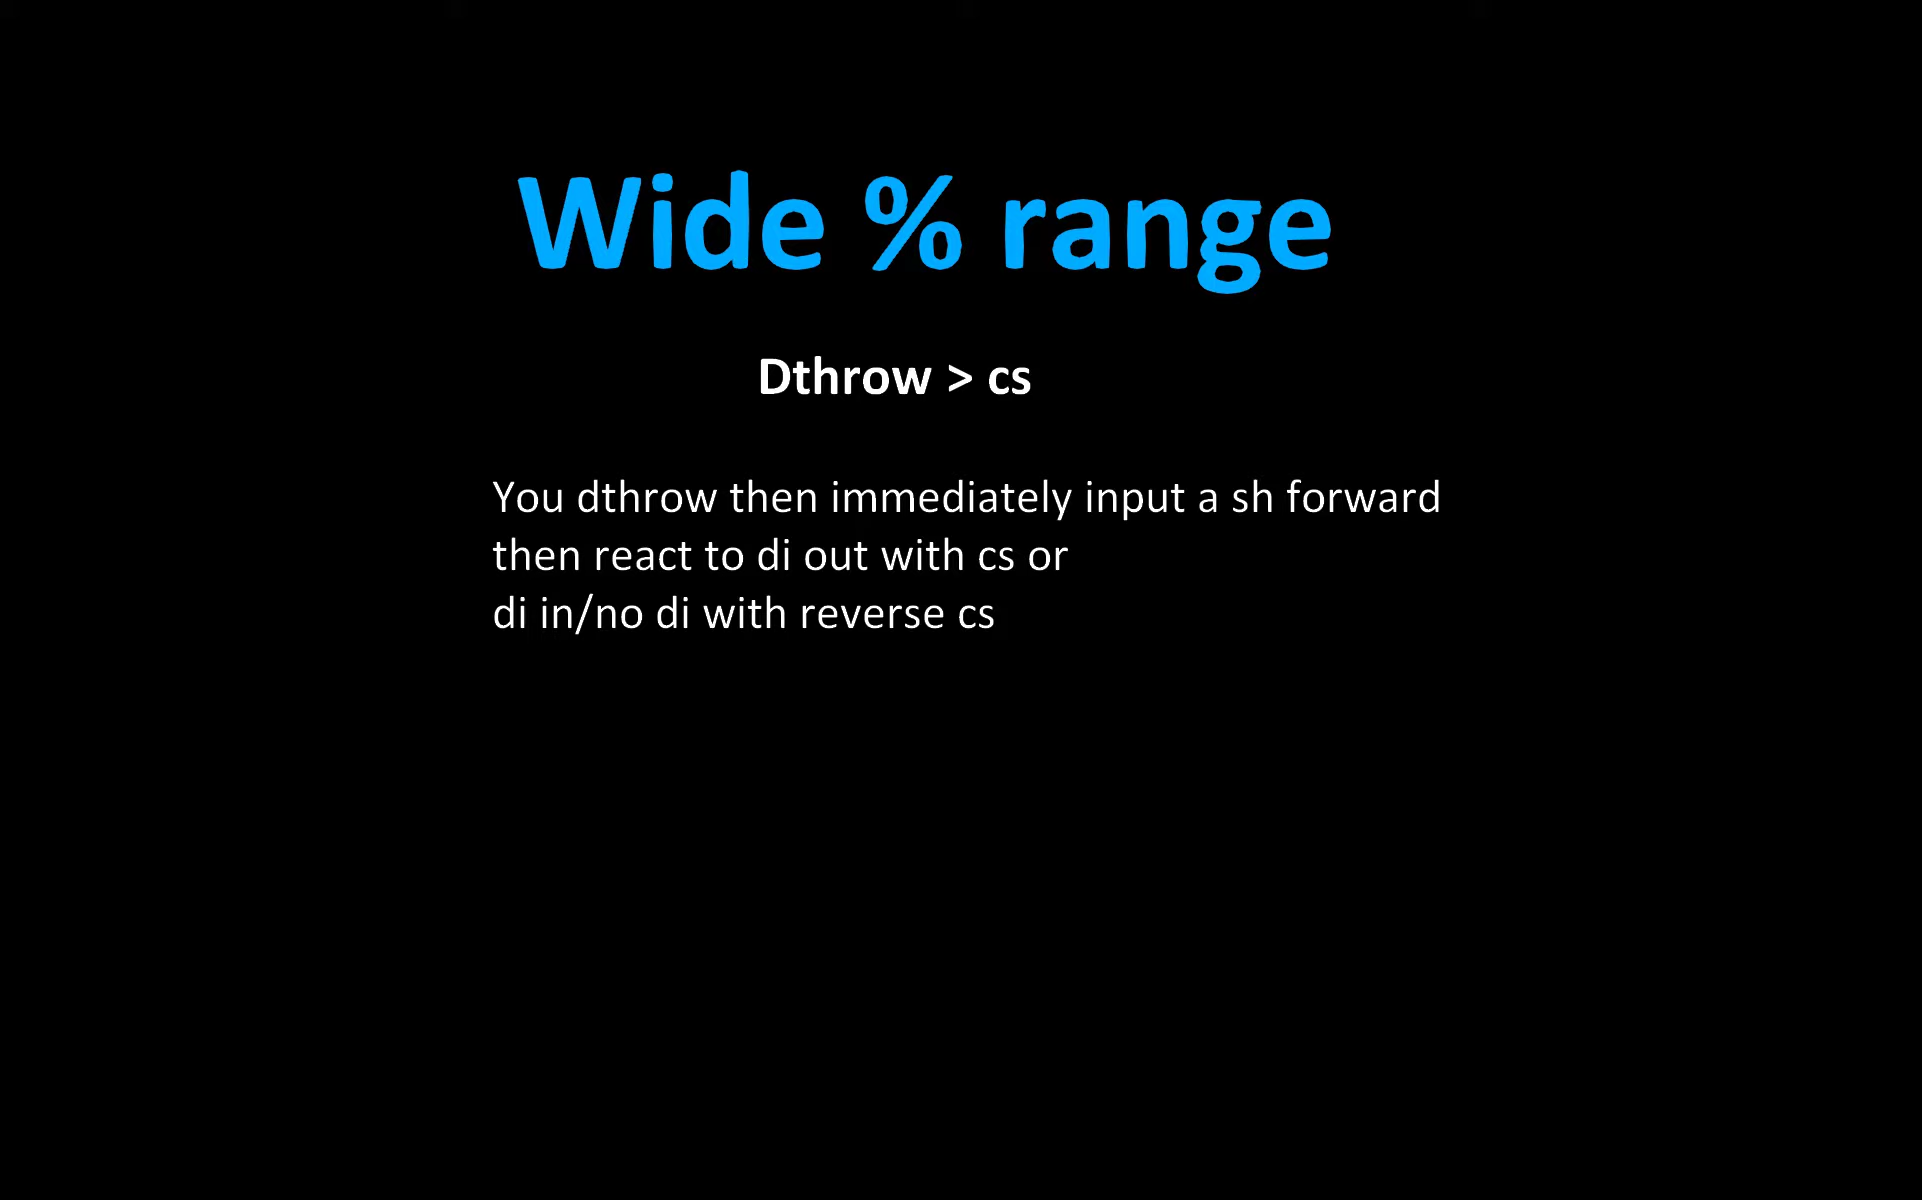 Wide % range
Dthrow > cs
You dthrow then immediately input a sh forward
then react to di out with cs or
di in/no di with reverse cs